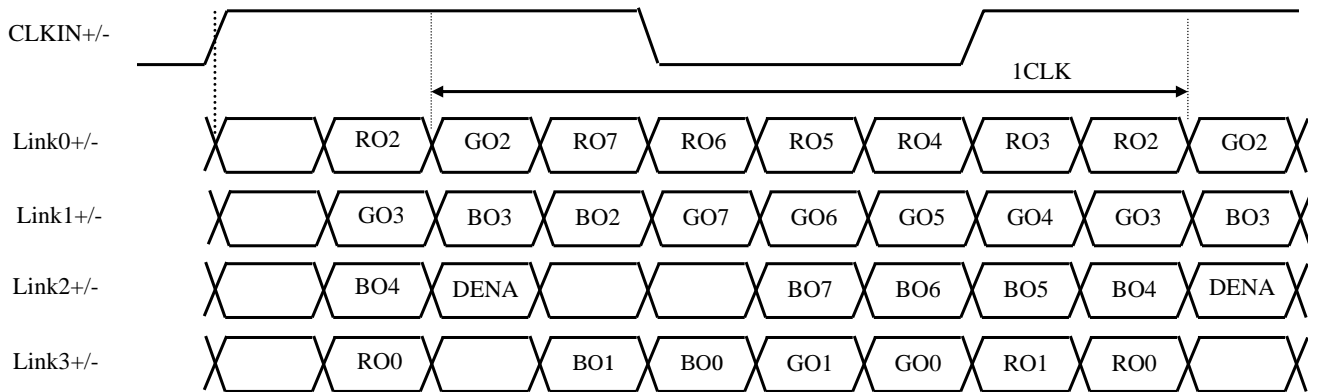 CLKIN+/-
1CLK
Link0+/- RO2 GO2 RO7 RO6 RO5 RO4 RO3 RO2 GO2
Link1+/- GO3 BO3 BO2 GO7 GO6 GO5 GO4 GO3 BO3
Link2+/- BO4 DENA BO7 BO6 BO5 BO4 DENA
Link3+/- RO0 BO1 BO0 GO1 GO0 RO1 RO0